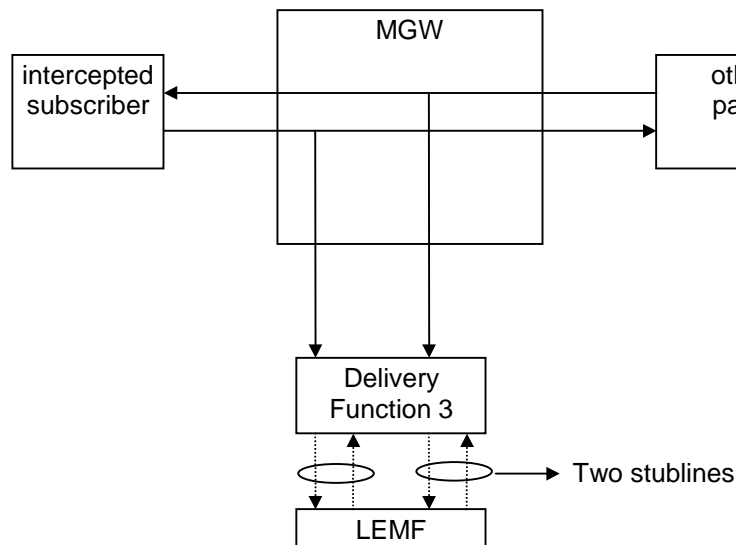 MGW
intercepted
subscriber
Delivery
Function 3
Two stublines
LEMF